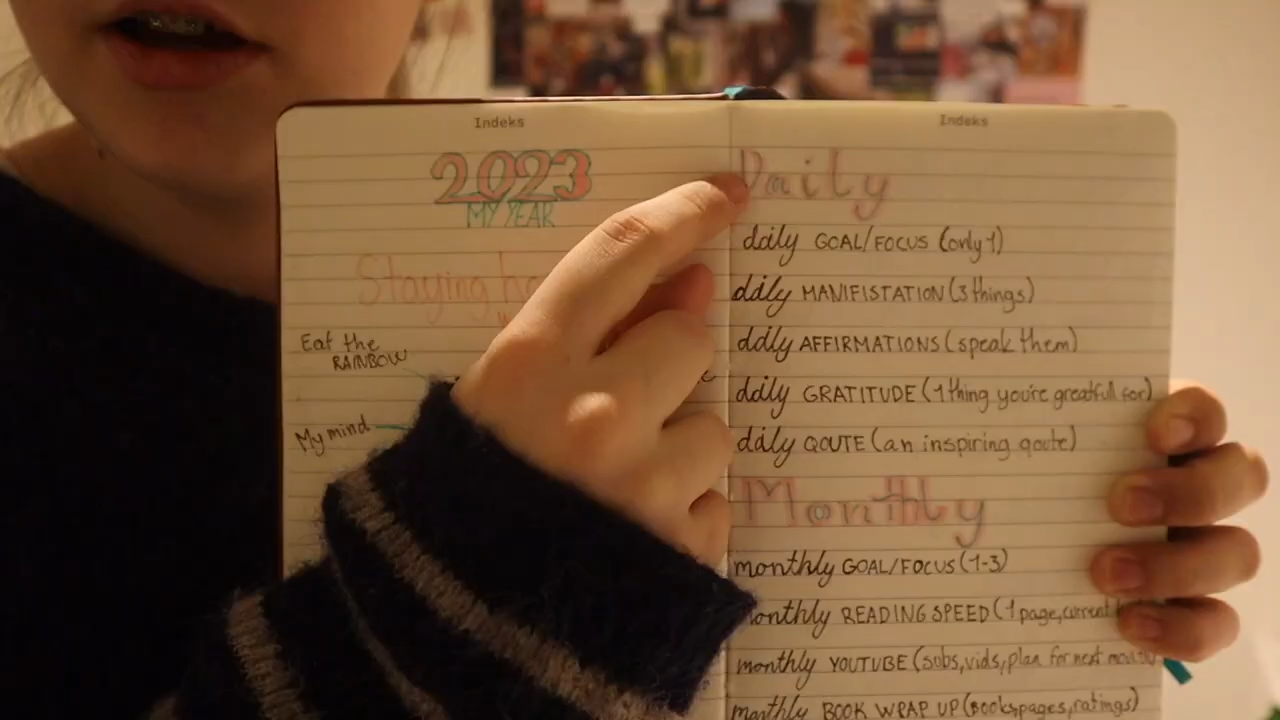 Indeks
2023
MY YEAR
Staying
Eat the
RAINBOW
My mind
Indeks
Daily
daily GOAL/FOCUS (only 1)
daily MANIFISTATION (3 things)
daily AFFIRMATIONS (speak them)
daily GRATITUDE (1 thing you're greatfull for)
daily QOUTE (an inspiring qoute)
Monthly
monthly GOAL/FOCUS (1-3)
monthly READING SPEED (1 page, current
monthly YOUTUBE (subs, vids, plan for next
monthly BOOK WRAP UP (books, pages, ratings)